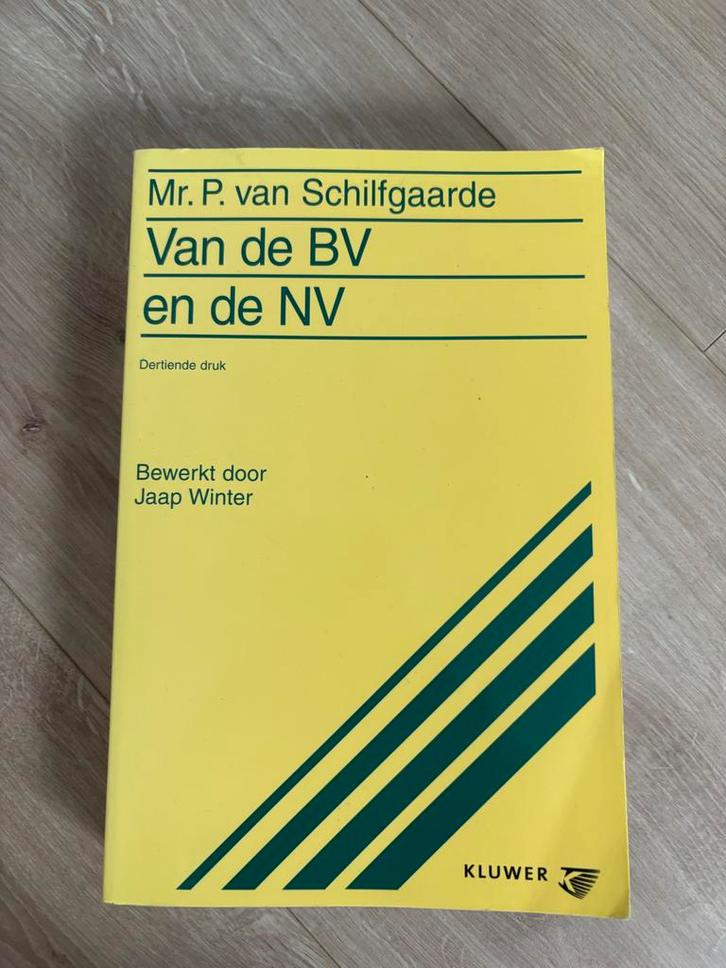 Mr. P. van Schilfgaarde
Van de BV
en de NV
Dertiende druk
Bewerkt door
Jaap Winter
KLUWER